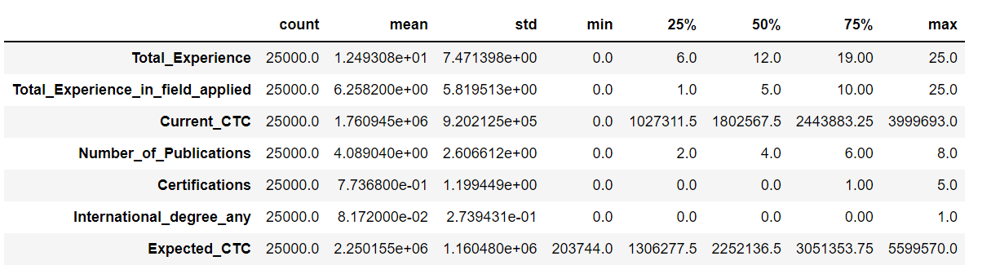 count mean std min 25% 50% 75% max
Total_Experience 25000.0 1.249308e+01 7.471398e+00 0.0 6.0 12.0 19.00 25.0
Total_Experience_in_field_applied 25000.0 6.258200e+00 5.819513e+00 0.0 1.0 5.0 10.00 25.0
Current_CTC 25000.0 1.760945e+06 9.202125e+05 0.0 1027311.5 1802567.5 2443883.25 3999693.0
Number_of_Publications 25000.0 4.089040e+00 2.606612e+00 0.0 2.0 4.0 6.00 8.0
Certifications 25000.0 7.736800e-01 1.199449e+00 0.0 0.0 0.0 1.00 5.0
International_degree_any 25000.0 8.172000e-02 2.739431e-01 0.0 0.0 0.0 0.00 1.0
Expected_CTC 25000.0 2.250155e+06 1.160480e+06 203744.0 1306277.5 2252136.5 3051353.75 5599570.0